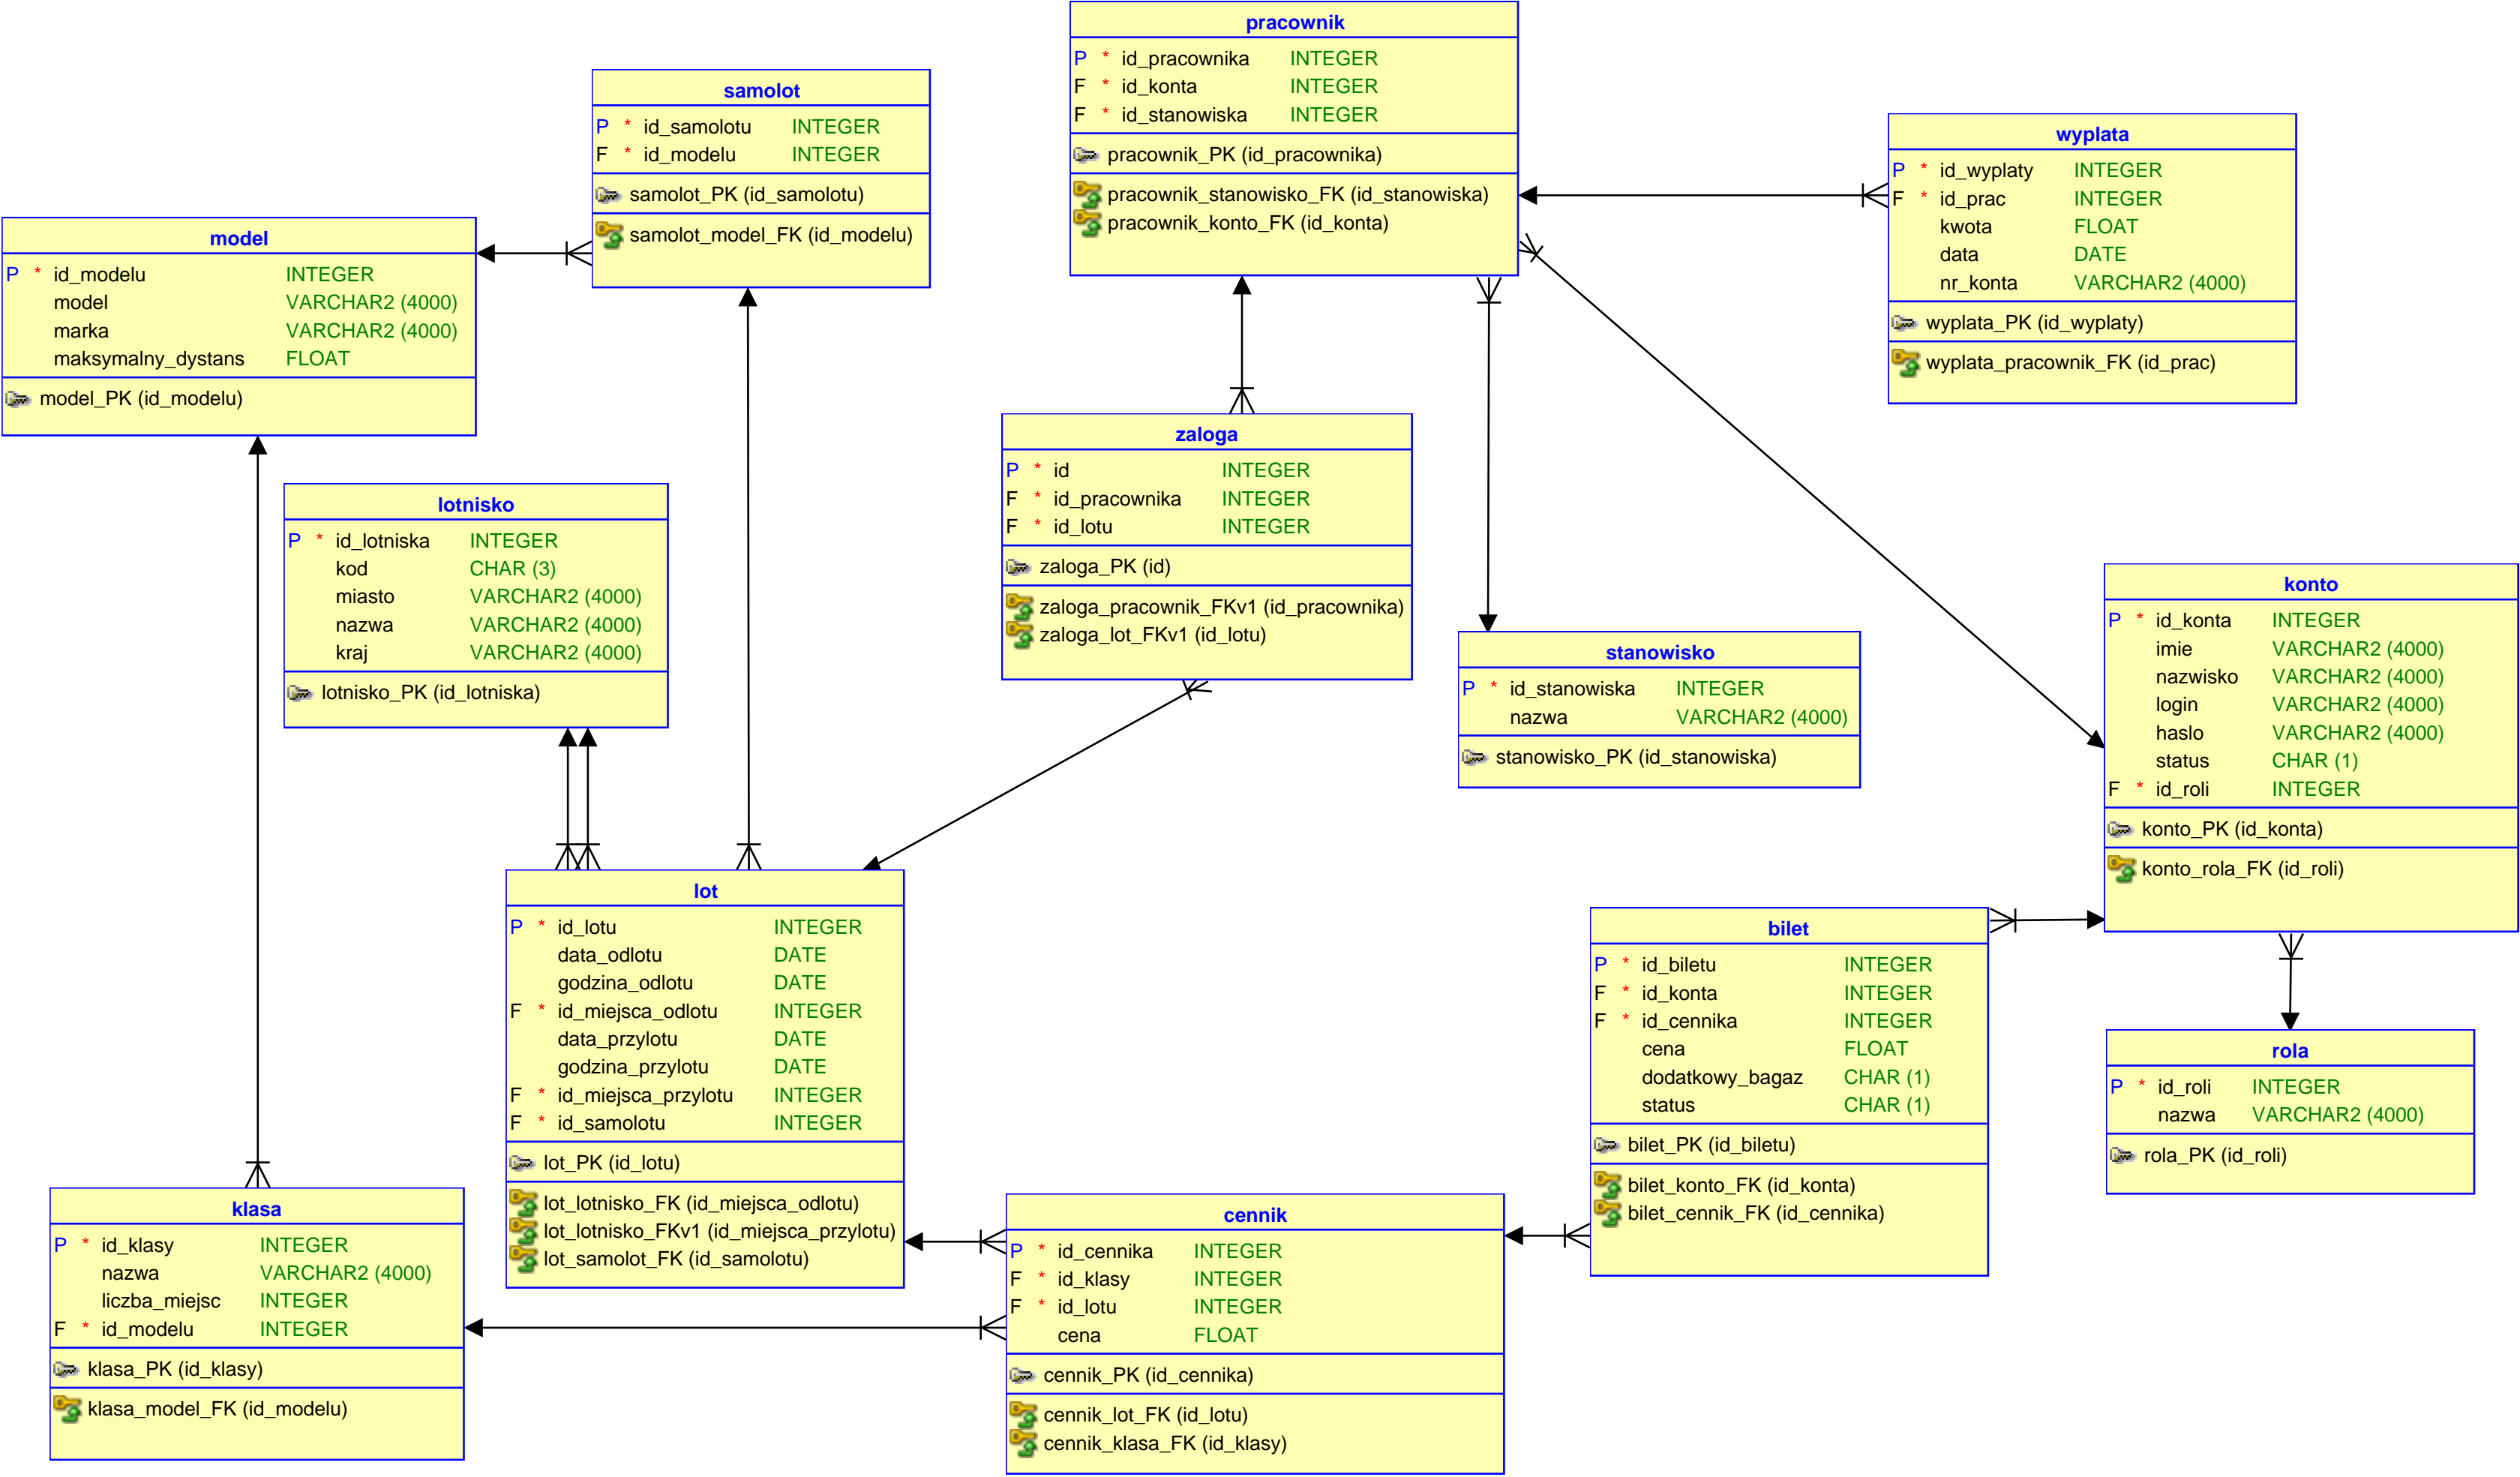 pracownik
P * id_pracownika INTEGER
F * id_konta INTEGER
F * id_stanowiska INTEGER
pracownik_PK (id_pracownika)
pracownik_stanowisko_FK (id_stanowiska)
pracownik_konto_FK (id_konta)
samolot
P * id_samolotu INTEGER
F * id_modelu INTEGER
samolot_PK (id_samolotu)
samolot_model_FK (id_modelu)
wyplata
P * id_wyplaty INTEGER
F * id_prac INTEGER
kwota FLOAT
data DATE
nr_konta VARCHAR2 (4000)
wyplata_PK (id_wyplaty)
wyplata_pracownik_FK (id_prac)
model
P * id_modelu INTEGER
model VARCHAR2 (4000)
marka VARCHAR2 (4000)
maksymalny_dystans FLOAT
model_PK (id_modelu)
zaloga
P * id INTEGER
F * id_pracownika INTEGER
F * id_lotu INTEGER
zaloga_PK (id)
zaloga_pracownik_FKv1 (id_pracownika)
zaloga_lot_FKv1 (id_lotu)
lotnisko
P * id_lotniska INTEGER
kod CHAR (3)
miasto VARCHAR2 (4000)
nazwa VARCHAR2 (4000)
kraj VARCHAR2 (4000)
lotnisko_PK (id_lotniska)
konto
P * id_konta INTEGER
imie VARCHAR2 (4000)
nazwisko VARCHAR2 (4000)
login VARCHAR2 (4000)
haslo VARCHAR2 (4000)
status CHAR (1)
F * id_roli INTEGER
konto_PK (id_konta)
konto_rola_FK (id_roli)
stanowisko
P * id_stanowiska INTEGER
nazwa VARCHAR2 (4000)
stanowisko_PK (id_stanowiska)
lot
P * id_lotu INTEGER
data_odlotu DATE
godzina_odlotu DATE
F * id_miejsca_odlotu INTEGER
data_przylotu DATE
godzina_przylotu DATE
F * id_miejsca_przylotu INTEGER
F * id_samolotu INTEGER
lot_PK (id_lotu)
lot_lotnisko_FK (id_miejsca_odlotu)
lot_lotnisko_FKv1 (id_miejsca_przylotu)
lot_samolot_FK (id_samolotu)
bilet
P * id_biletu INTEGER
F * id_konta INTEGER
F * id_cennika INTEGER
cena FLOAT
dodatkowy_bagaz CHAR (1)
status CHAR (1)
bilet_PK (id_biletu)
bilet_konto_FK (id_konta)
bilet_cennik_FK (id_cennika)
rola
P * id_roli INTEGER
nazwa VARCHAR2 (4000)
rola_PK (id_roli)
klasa
P * id_klasy INTEGER
nazwa VARCHAR2 (4000)
liczba_miejsc INTEGER
F * id_modelu INTEGER
klasa_PK (id_klasy)
klasa_model_FK (id_modelu)
cennik
P * id_cennika INTEGER
F * id_klasy INTEGER
F * id_lotu INTEGER
cena FLOAT
cennik_PK (id_cennika)
cennik_lot_FK (id_lotu)
cennik_klasa_FK (id_klasy)